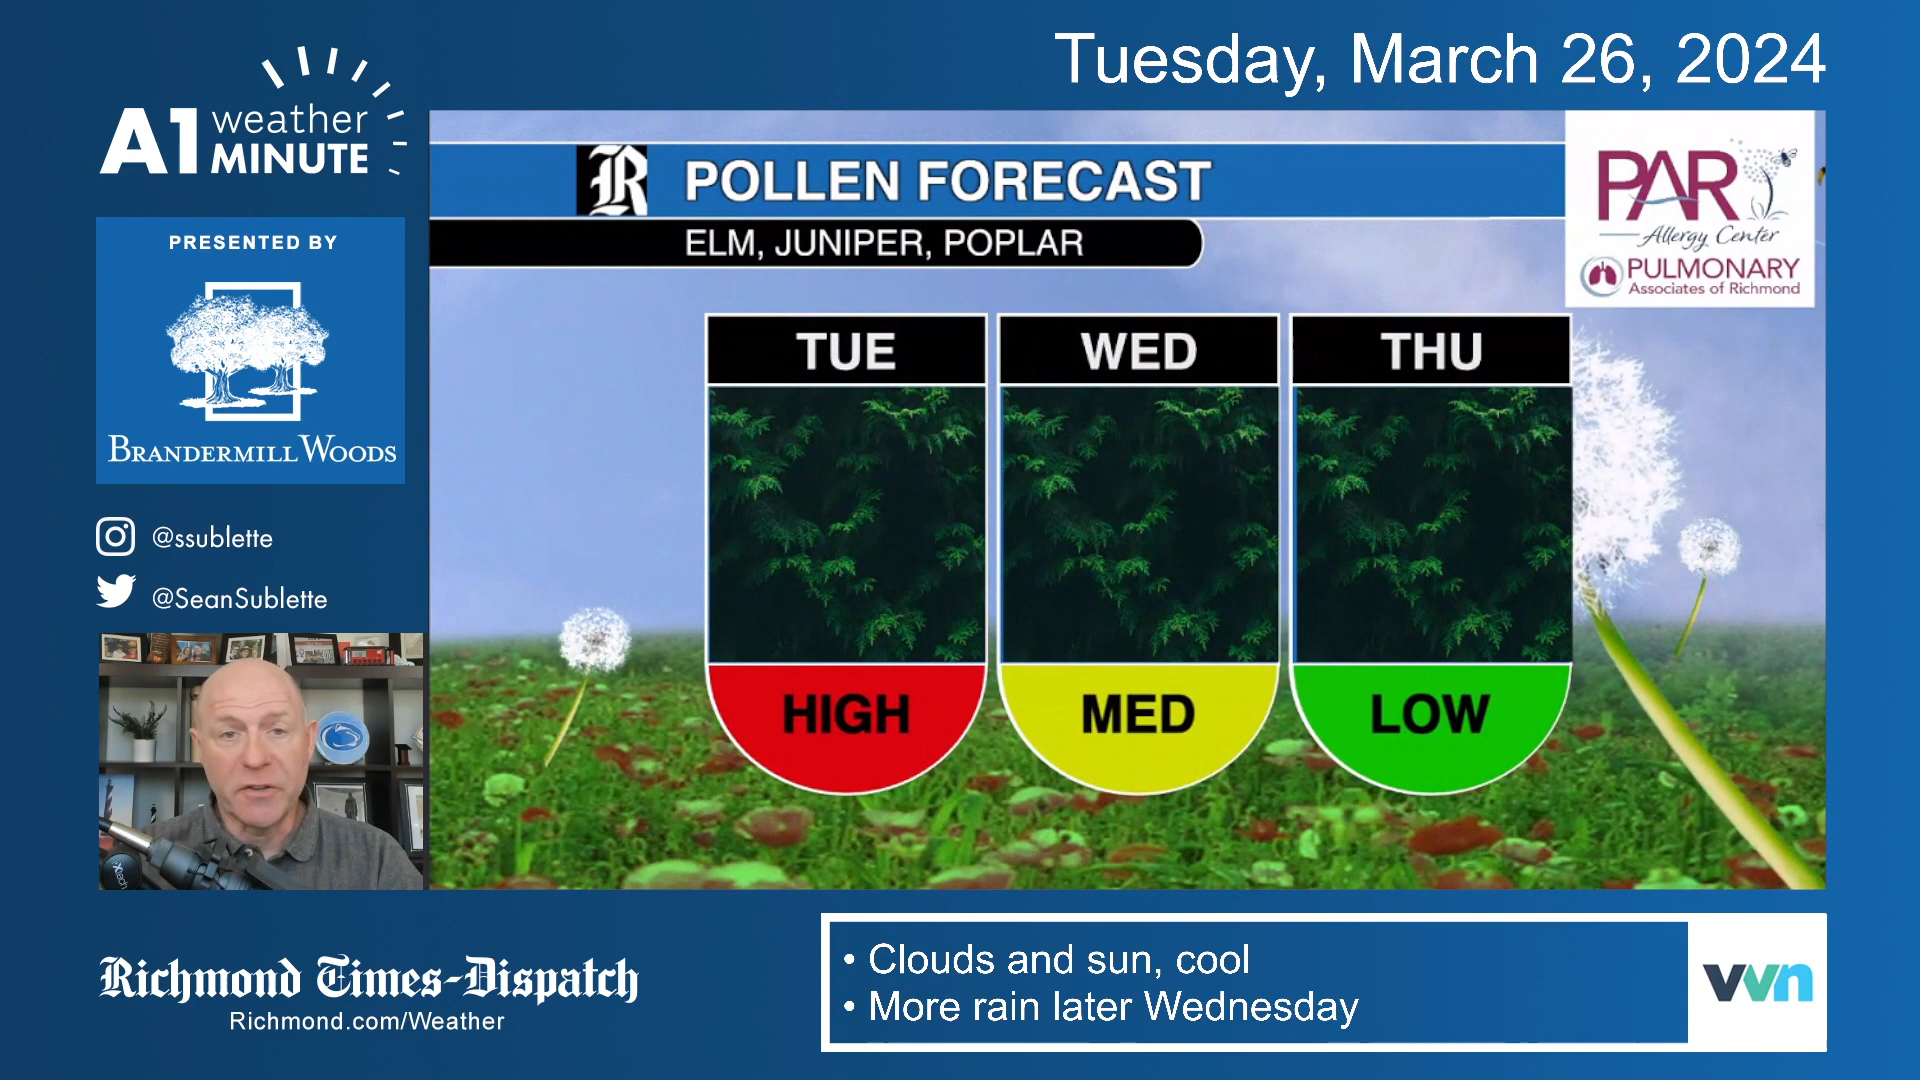 Tuesday, March 26, 2024
A1 weather MINUTE
PRESENTED BY
BRANDERMILL WOODS
@ssublette
@SeanSublette
R POLLEN FORECAST
ELM, JUNIPER, POPLAR
PAR
Allergy Center
PULMONARY
Associates of Richmond
TUE WED THU
HIGH MED LOW
Xtech
Richmond Times-Dispatch
Richmond.com/Weather
• Clouds and sun, cool
• More rain later Wednesday
vvn